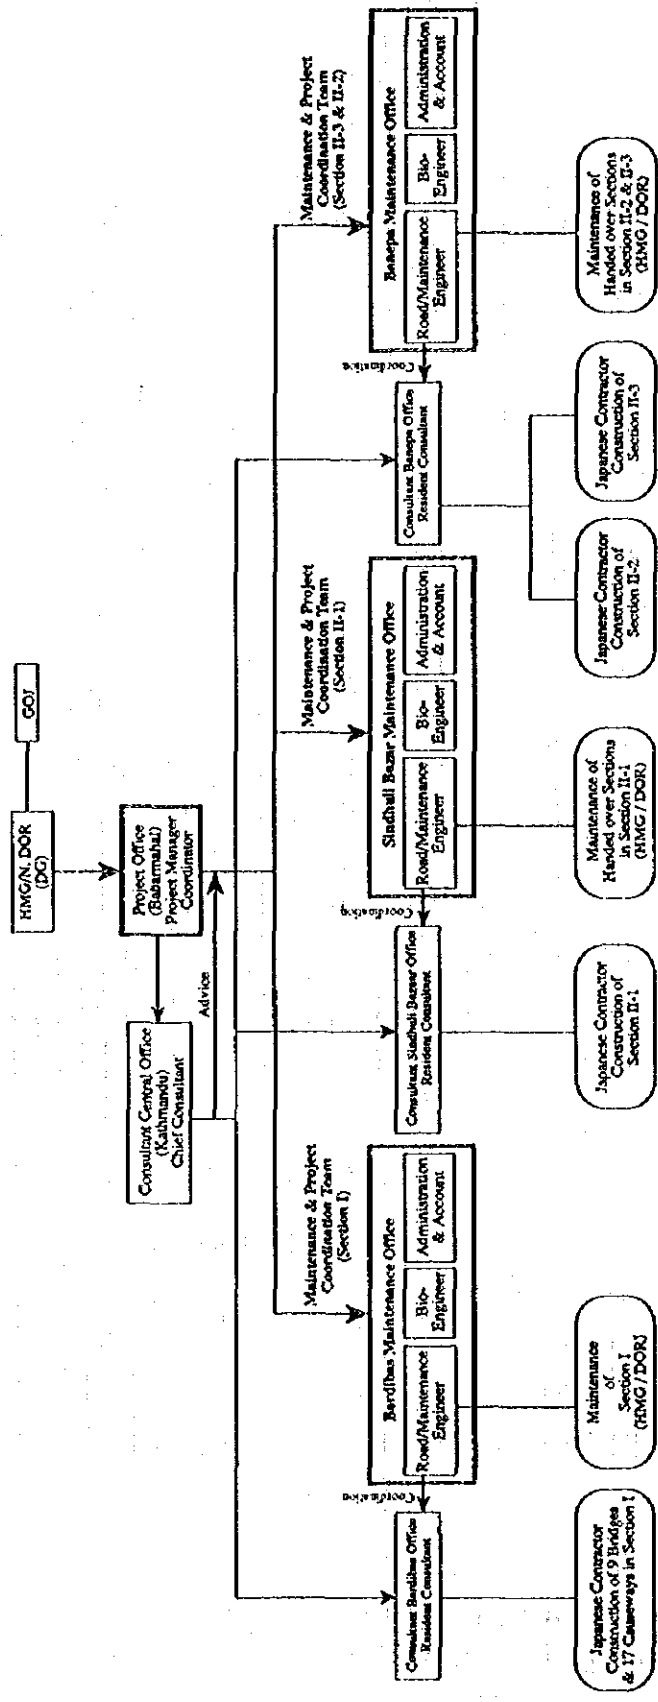 GOJ
HMG/N. DOR
(DG)
Project Office
(Babarmahal)
Project Manager
Coordinator
Consultant Central Office
(Kathmandu)
Chief Consultant
Advice
Maintenance & Project
Coordination Team
(Section I)
Maintenance & Project
Coordination Team
(Section II-1)
Maintenance & Project
Coordination Team
(Section II-3 & II-2)
Consultant Bardibas Office
Resident Consultant
Coordination
Bardibas Maintenance Office
Road/Maintenance
Engineer
Bio-
Engineer
Administration
& Account
Consultant Sindhuli Bazaar Office
Resident Consultant
Coordination
Sindhuli Bazar Maintenance Office
Road/Maintenance
Engineer
Bio-
Engineer
Administration
& Account
Consultant Banepa Office
Resident Consultant
Coordination
Banepa Maintenance Office
Road/Maintenance
Engineer
Bio-
Engineer
Administration
& Account
Japanese Contractor
Construction of 9 Bridges
& 17 Causeways in Section I
Maintenance
of
Section I
(HMG / DOR)
Japanese Contractor
Construction of
Section II-1
Maintenance of
Handed over Sections
in Section II-1
(HMG / DOR)
Japanese Contractor
Construction of
Section II-2
Japanese Contractor
Construction of
Section II-3
Maintenance of
Handed over Sections
in Section II-2 & II-3
(HMG / DOR)